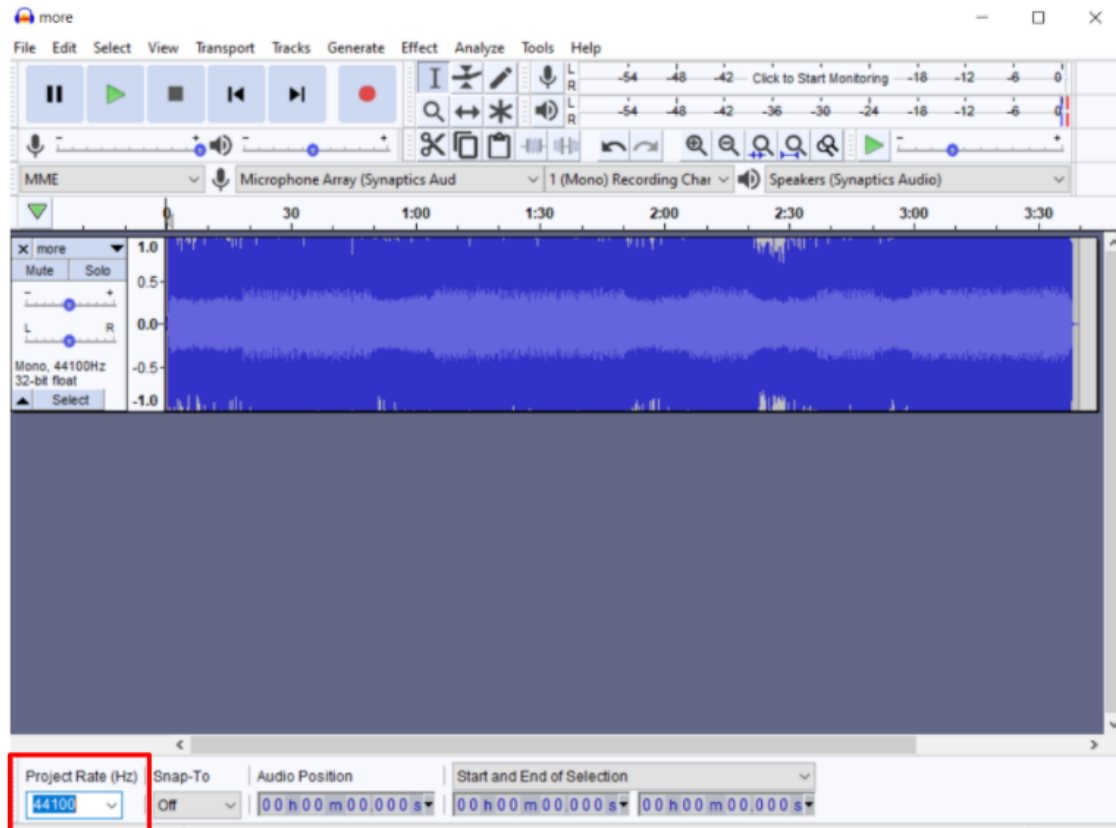 more
File Edit Select View Transport Tracks Generate Effect Analyze Tools Help
L -54 -48 -42 Click to Start Monitoring -18 -12 -6 0
R
L -54 -48 -42 -36 -30 -24 -18 -12 -6 0
R
- + - + - +
MME Microphone Array (Synaptics Aud 1 (Mono) Recording Char Speakers (Synaptics Audio)
0 30 1:00 1:30 2:00 2:30 3:00 3:30
more 1.0
Mute Solo 0.5
- +
L R 0.0
Mono, 44100Hz -0.5
32-bit float
Select -1.0
Project Rate (Hz) Snap-To Audio Position Start and End of Selection
44100 Off 00 h 00 m 00.000 s 00 h 00 m 00.000 s 00 h 00 m 00.000 s